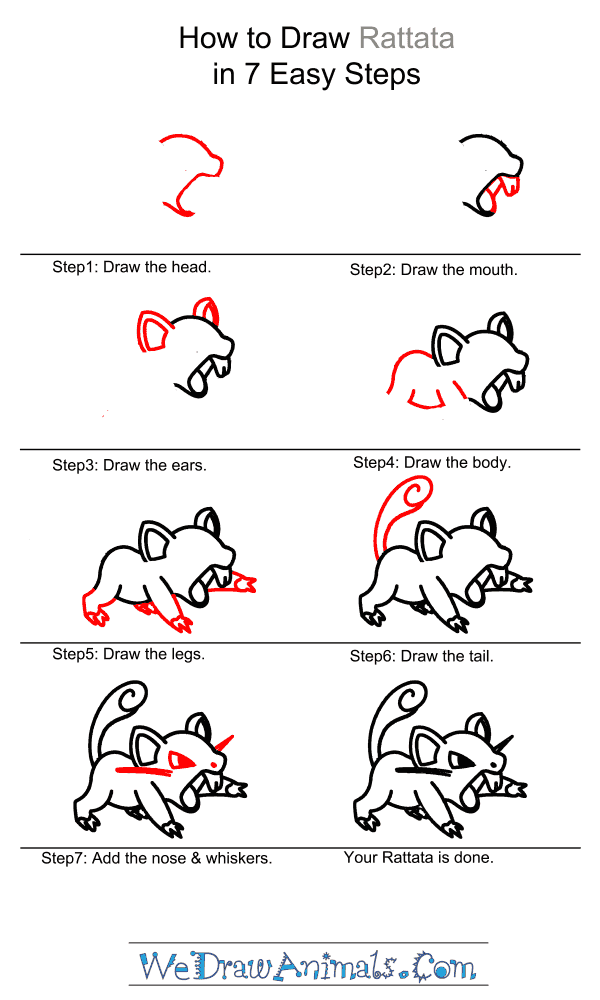 How to Draw Rattata
in 7 Easy Steps
Step1: Draw the head.
Step2: Draw the mouth.
Step3: Draw the ears.
Step4: Draw the body.
Step5: Draw the legs.
Step6: Draw the tail.
Step7: Add the nose & whiskers.
Your Rattata is done.
WeDrawAnimals.Com